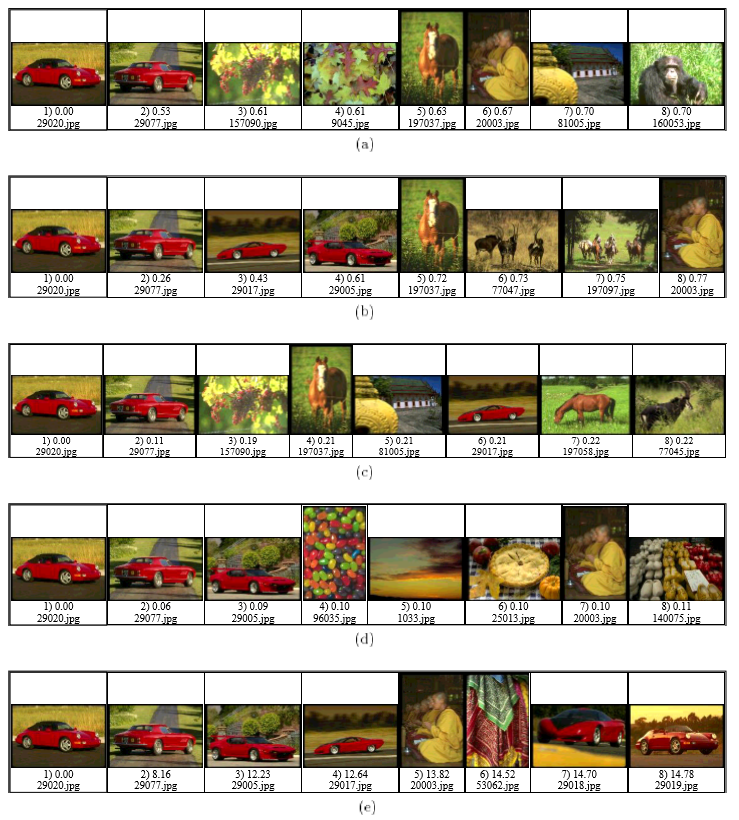 1) 0.00 2) 0.53 3) 0.61 4) 0.61 5) 0.63 6) 0.67 7) 0.70 8) 0.70
29020.jpg 29077.jpg 157090.jpg 9045.jpg 197037.jpg 20003.jpg 81005.jpg 160053.jpg
(a)
1) 0.00 2) 0.26 3) 0.43 4) 0.61 5) 0.72 6) 0.73 7) 0.75 8) 0.77
29020.jpg 29077.jpg 29017.jpg 29005.jpg 197037.jpg 77047.jpg 197097.jpg 20003.jpg
(b)
1) 0.00 2) 0.11 3) 0.19 4) 0.21 5) 0.21 6) 0.21 7) 0.22 8) 0.22
29020.jpg 29077.jpg 157090.jpg 197037.jpg 81005.jpg 29017.jpg 197058.jpg 77045.jpg
(c)
1) 0.00 2) 0.06 3) 0.09 4) 0.10 5) 0.10 6) 0.10 7) 0.10 8) 0.11
29020.jpg 29077.jpg 29005.jpg 96035.jpg 1033.jpg 25013.jpg 20003.jpg 140075.jpg
(d)
1) 0.00 2) 8.16 3) 12.23 4) 12.64 5) 13.82 6) 14.52 7) 14.70 8) 14.78
29020.jpg 29077.jpg 29005.jpg 29017.jpg 20003.jpg 53062.jpg 29018.jpg 29019.jpg
(e)